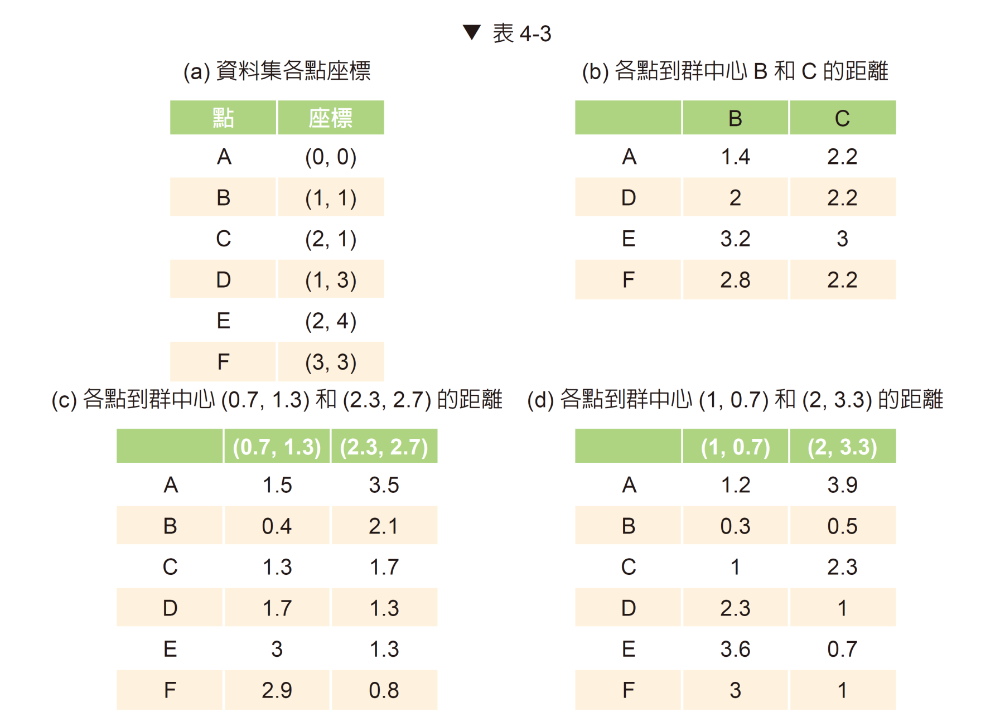 ▼ 表 4-3
(a) 資料集各點座標
點 座標
A (0, 0)
B (1, 1)
C (2, 1)
D (1, 3)
E (2, 4)
F (3, 3)
(b) 各點到群中心 B 和 C 的距離
B C
A 1.4 2.2
D 2 2.2
E 3.2 3
F 2.8 2.2
(c) 各點到群中心 (0.7, 1.3) 和 (2.3, 2.7) 的距離
(0.7, 1.3) (2.3, 2.7)
A 1.5 3.5
B 0.4 2.1
C 1.3 1.7
D 1.7 1.3
E 3 1.3
F 2.9 0.8
(d) 各點到群中心 (1, 0.7) 和 (2, 3.3) 的距離
(1, 0.7) (2, 3.3)
A 1.2 3.9
B 0.3 0.5
C 1 2.3
D 2.3 1
E 3.6 0.7
F 3 1